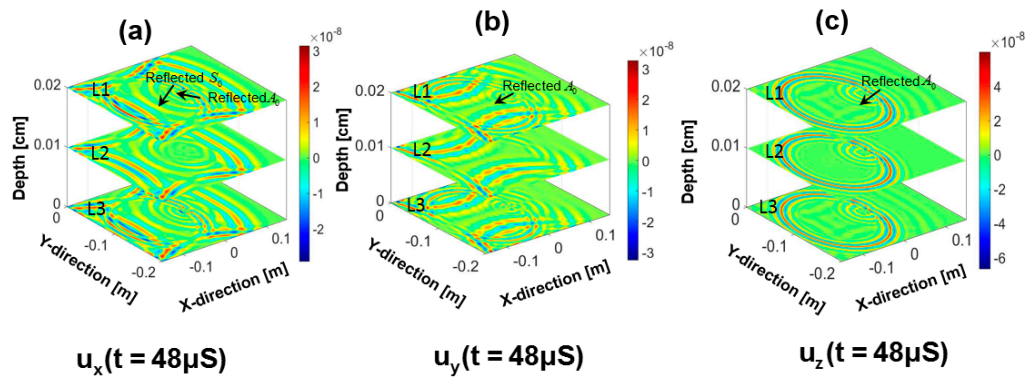 (a)
×10⁻⁸
3
2
1
0
-1
-2
Reflected S₀
Reflected A₀
L1
L2
L3
0.02
0.01
0
Depth [cm]
0
-0.1
-0.2
Y-direction [m]
-0.1
0
0.1
X-direction [m]
uₓ(t = 48µS)
(b)
×10⁻⁸
3
2
1
0
-1
-2
-3
Reflected A₀
L1
L2
L3
0.02
0.01
0
Depth [cm]
0
-0.1
-0.2
Y-direction [m]
-0.1
0
0.1
X-direction [m]
u_y(t = 48µS)
(c)
×10⁻⁸
6
4
2
0
-2
-4
-6
Reflected A₀
L1
L2
L3
0.02
0.01
0
Depth [cm]
0
-0.1
-0.2
Y-direction [m]
-0.1
0
0.1
X-direction [m]
u_z(t = 48µS)